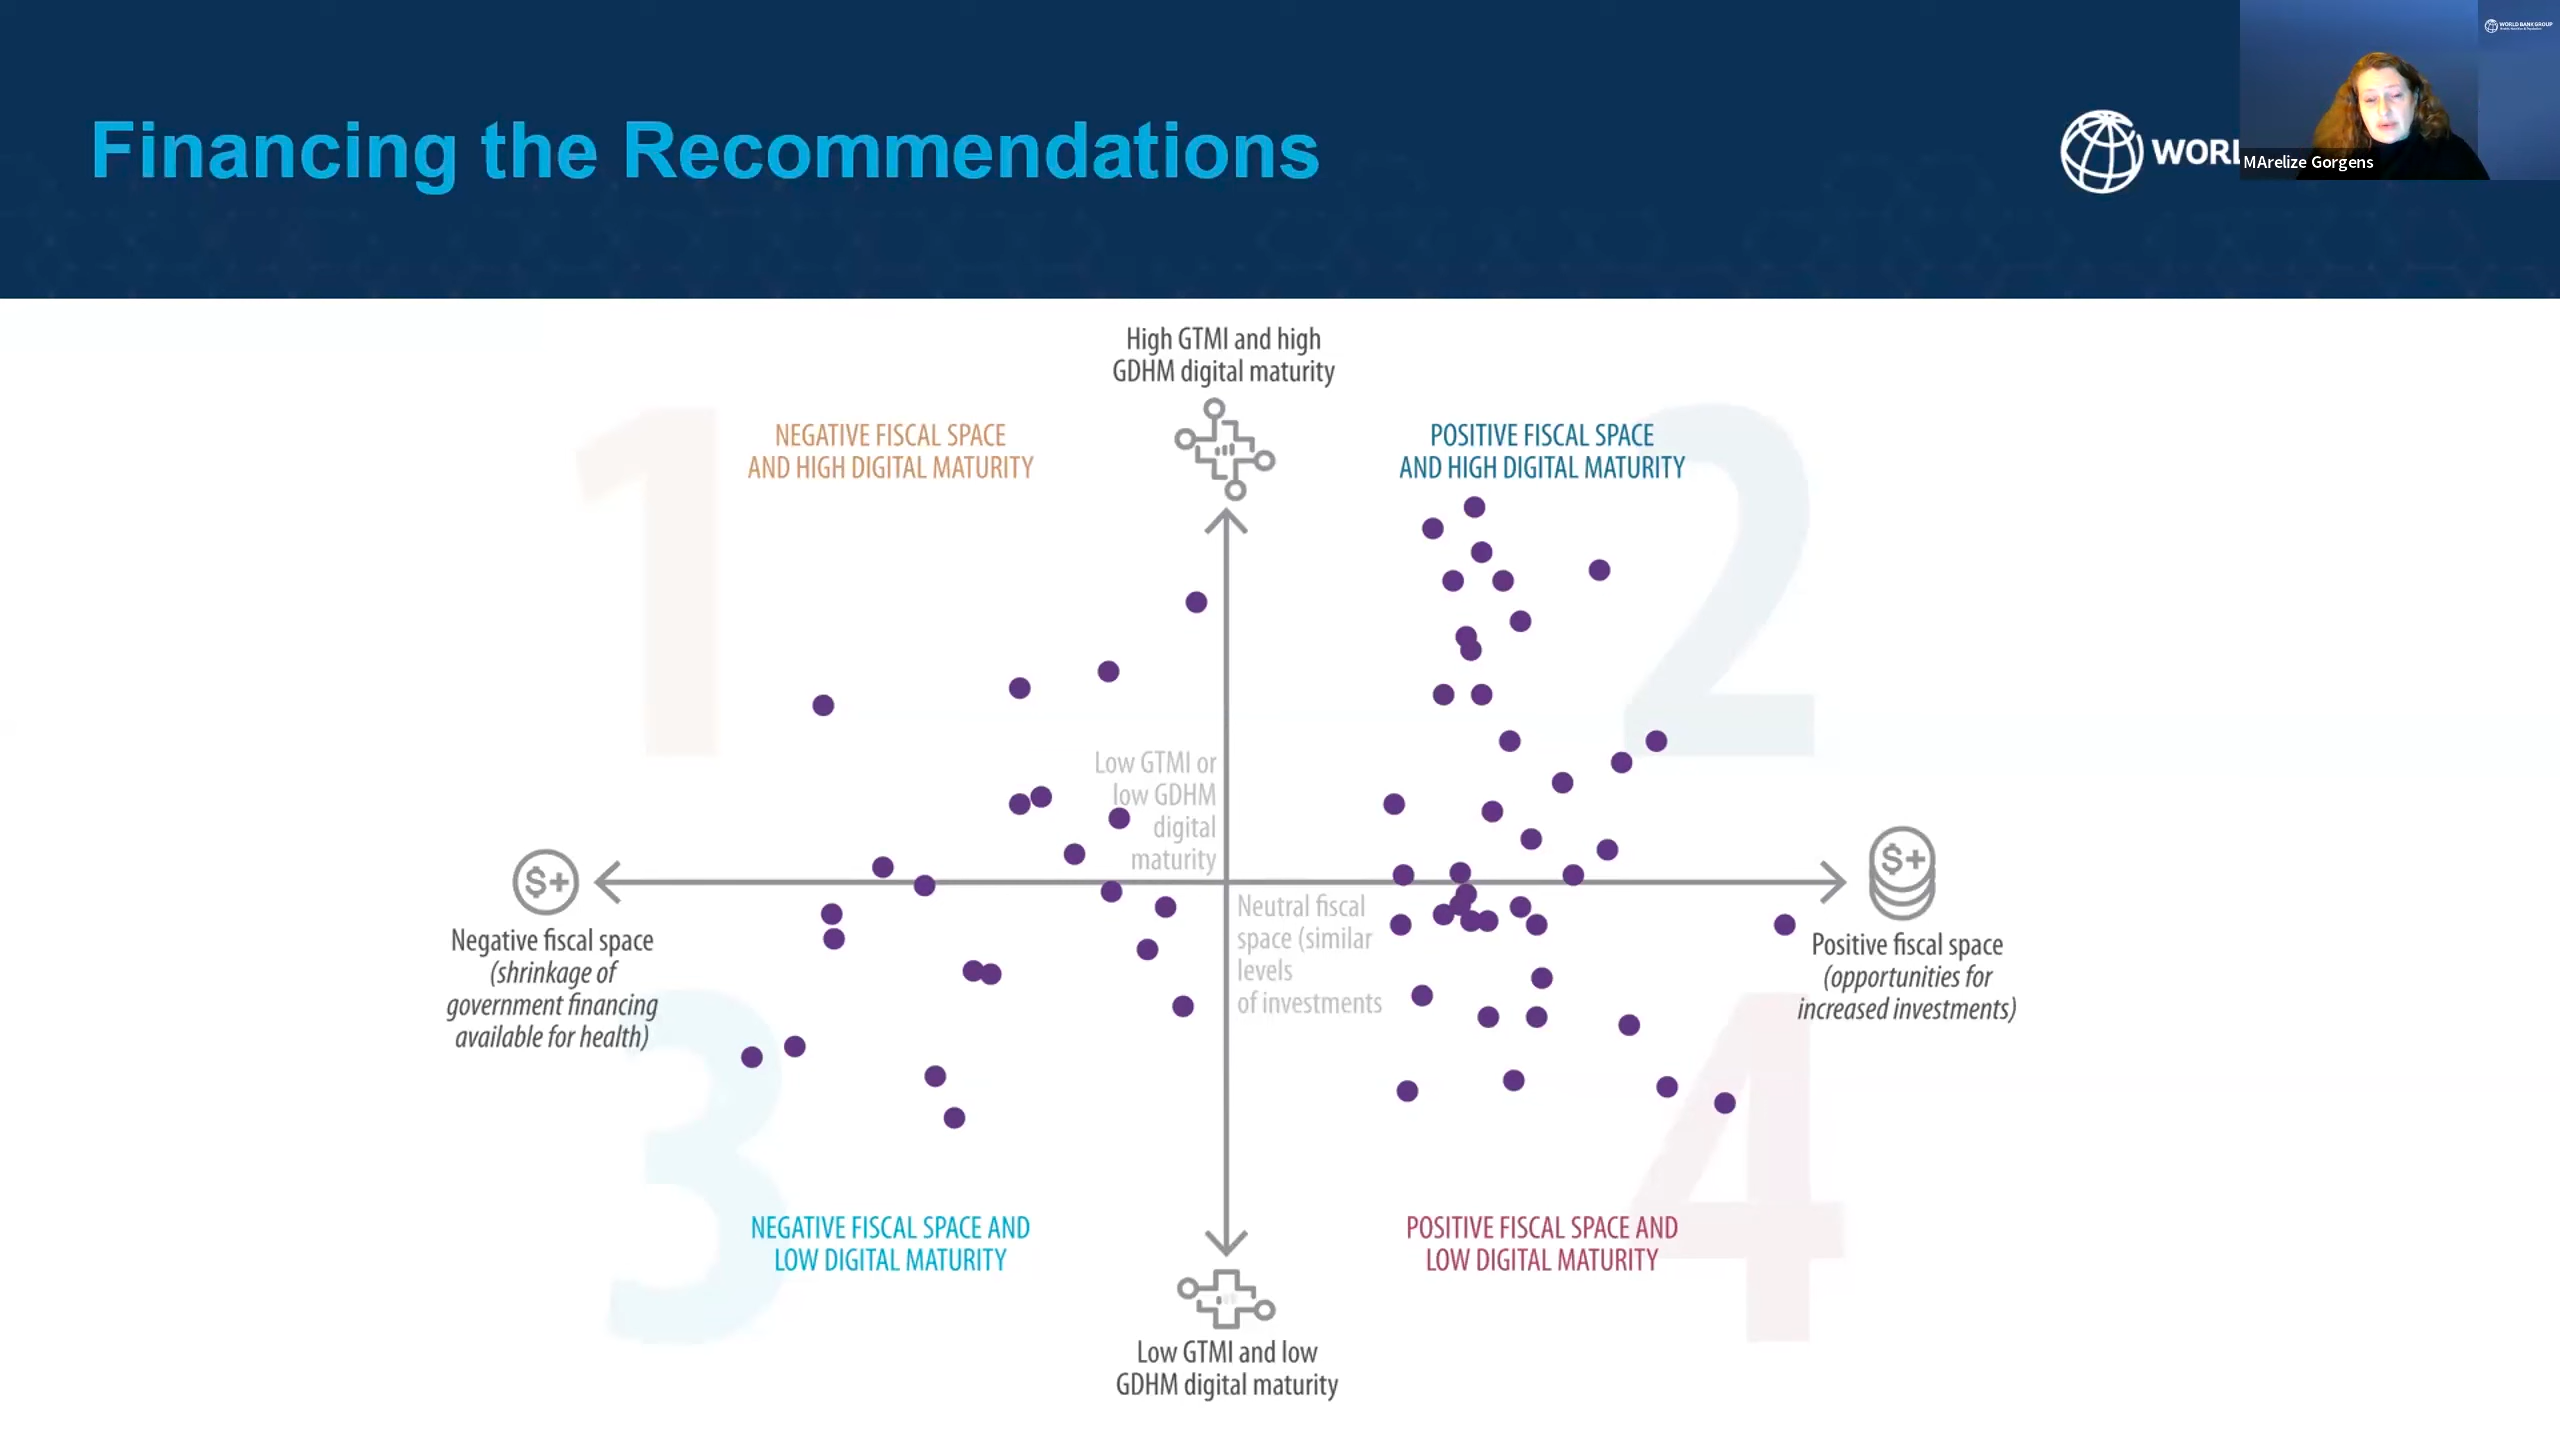 WORLD BANK GROUP
Financing the Recommendations
WORL
MArelize Gorgens
High GTMI and high
GDHM digital maturity
1
NEGATIVE FISCAL SPACE
AND HIGH DIGITAL MATURITY
2
POSITIVE FISCAL SPACE
AND HIGH DIGITAL MATURITY
Low GTMI or
low GDHM
digital
maturity
$+
Negative fiscal space
(shrinkage of
government financing
available for health)
Neutral fiscal
space (similar
levels
of investments
$+
Positive fiscal space
(opportunities for
increased investments)
3
NEGATIVE FISCAL SPACE AND
LOW DIGITAL MATURITY
4
POSITIVE FISCAL SPACE AND
LOW DIGITAL MATURITY
Low GTMI and low
GDHM digital maturity